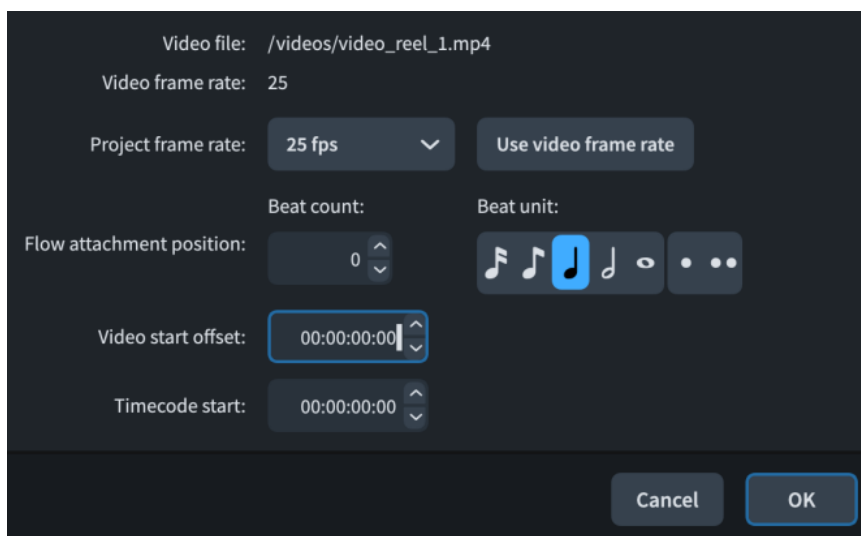 Video file: /videos/video_reel_1.mp4
Video frame rate: 25
Project frame rate: 25 fps Use video frame rate
Beat count: Beat unit:
Flow attachment position: 0
Video start offset: 00:00:00:00
Timecode start: 00:00:00:00
Cancel OK